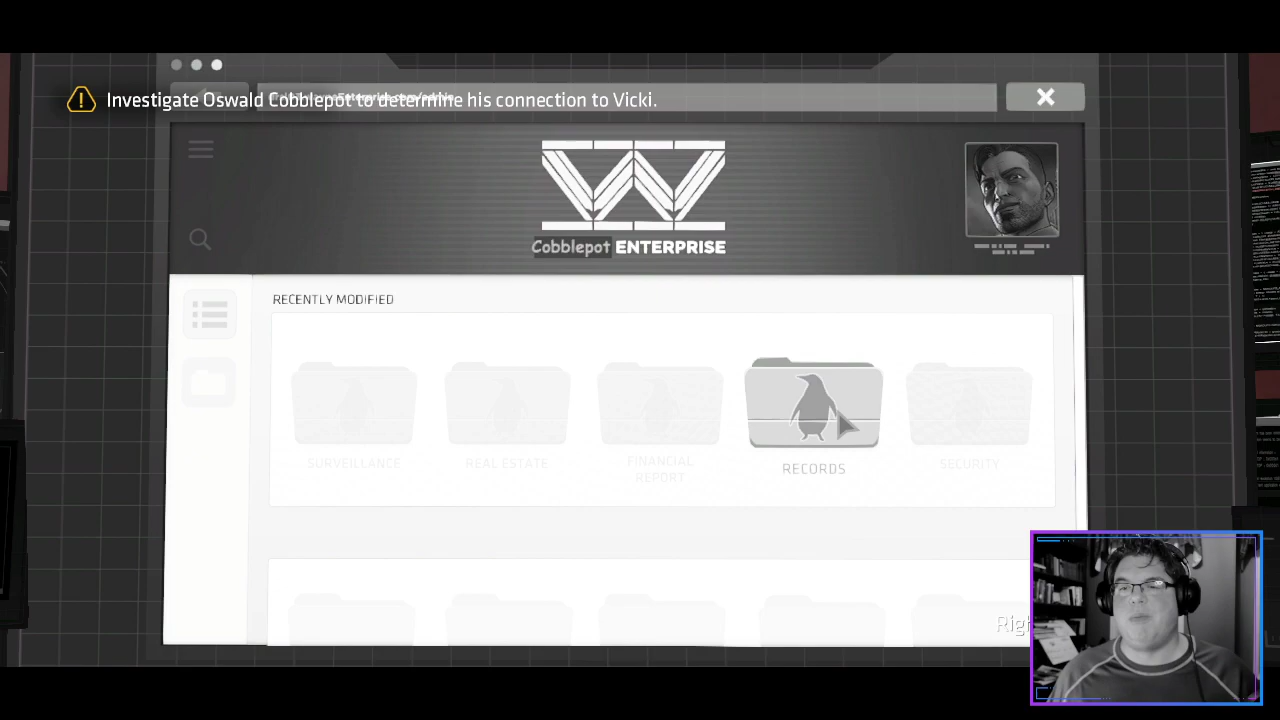 Investigate Oswald Cobblepot to determine his connection to Vicki.
W
Cobblepot ENTERPRISE
RECENTLY MODIFIED
SURVEILLANCE
REAL ESTATE
FINANCIAL
REPORT
RECORDS
SECURITY